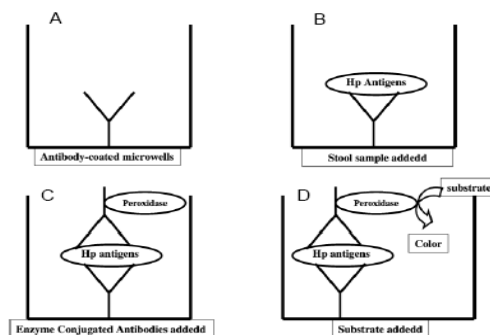 A
Antibody-coated microwells
B
Hp Antigens
Stool sample addedd
C
Peroxidase
Hp antigens
Enzyme Conjugated Antibodies addedd
D
substrate
Peroxidase
Color
Hp antigens
Substrate addedd